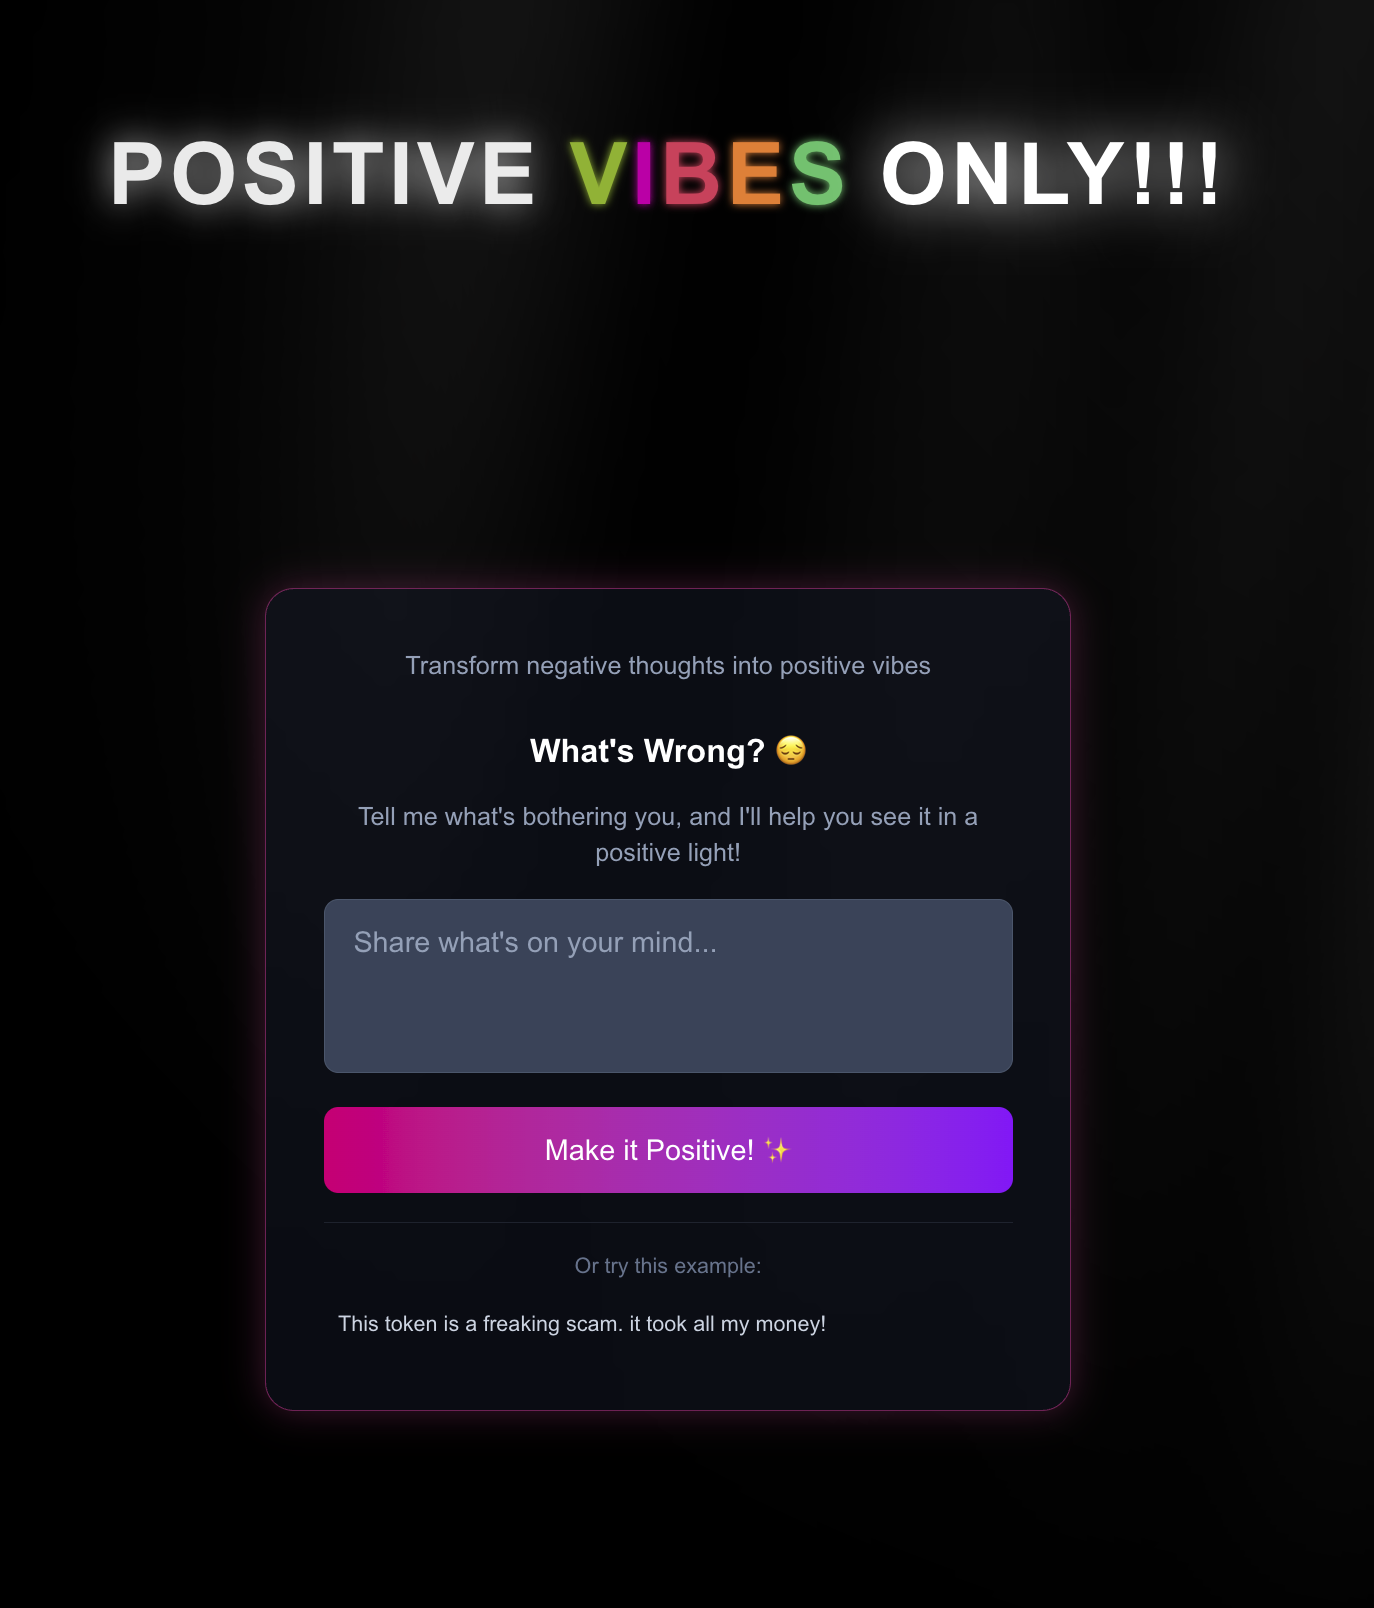 POSITIVE VIBES ONLY!!!
Transform negative thoughts into positive vibes
What's Wrong? 😔
Tell me what's bothering you, and I'll help you see it in a
positive light!
Share what's on your mind...
Make it Positive! ✨
Or try this example:
This token is a freaking scam. it took all my money!